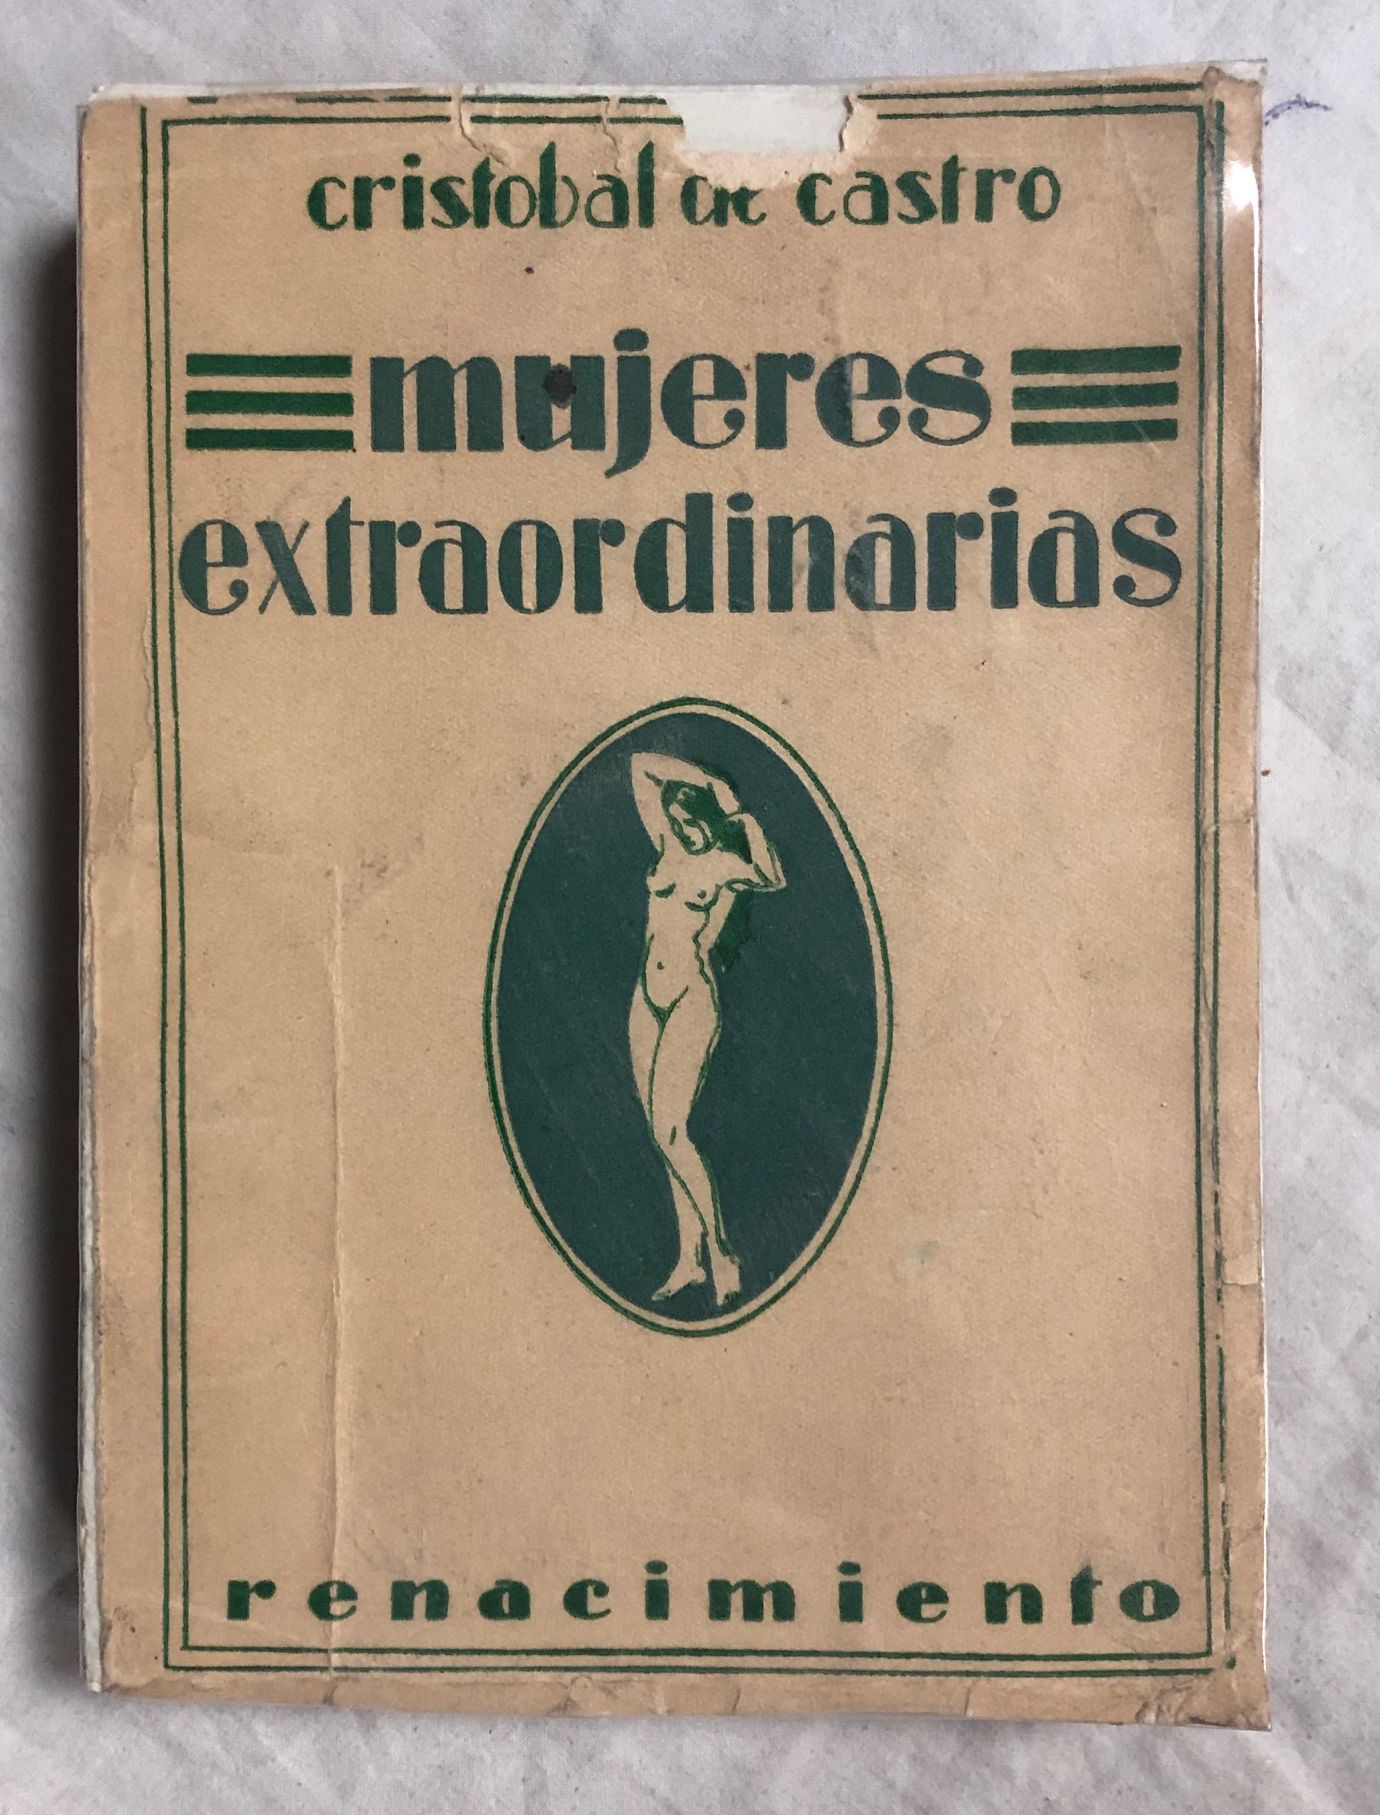 cristobal de castro
mujeres
extraordinarias
renacimiento